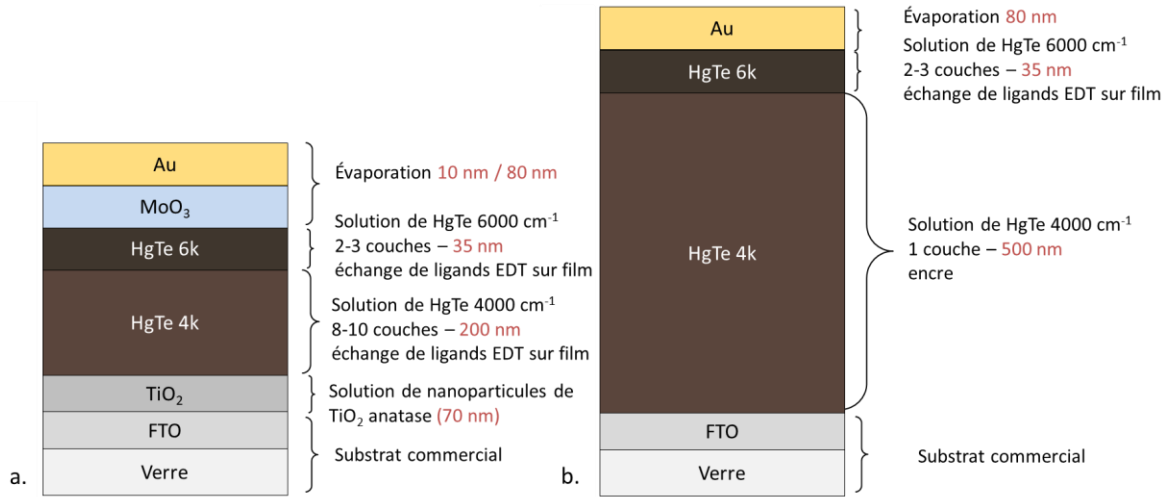 Au
MoO₃
HgTe 6k
HgTe 4k
TiO₂
FTO
Verre
Évaporation 10 nm / 80 nm
Solution de HgTe 6000 cm⁻¹
2-3 couches – 35 nm
échange de ligands EDT sur film
Solution de HgTe 4000 cm⁻¹
8-10 couches – 200 nm
échange de ligands EDT sur film
Solution de nanoparticules de
TiO₂ anatase (70 nm)
Substrat commercial
a.
Au
HgTe 6k
HgTe 4k
FTO
Verre
Évaporation 80 nm
Solution de HgTe 6000 cm⁻¹
2-3 couches – 35 nm
échange de ligands EDT sur film
Solution de HgTe 4000 cm⁻¹
1 couche – 500 nm
encre
Substrat commercial
b.